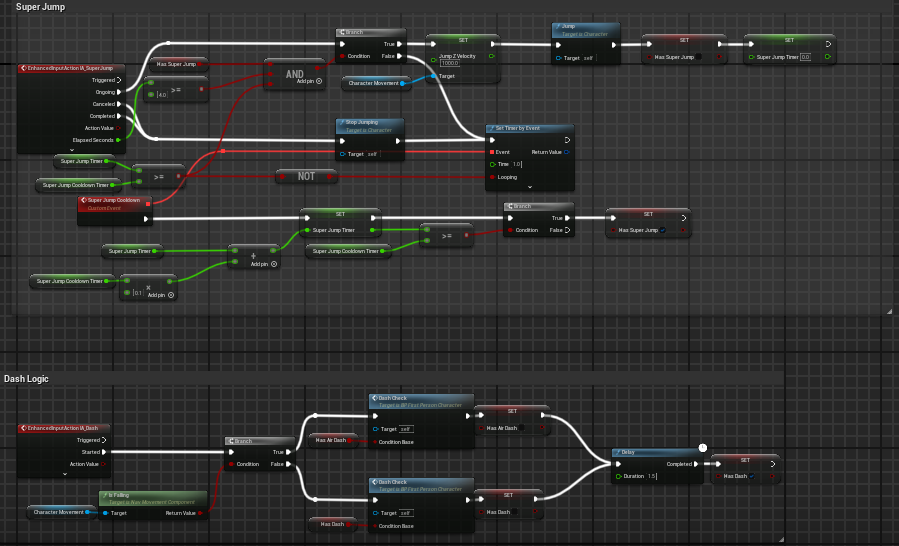 Super Jump
EnhancedInputAction IA_SuperJump
Triggered
Ongoing
Canceled
Completed
Action Value
Elapsed Seconds
Has Super Jump
>=
4.0
AND
Add pin
Branch
Condition
True
False
Character Movement
SET
Jump Z Velocity
1000.0
Target
Jump
Target is Character
Target self
SET
Has Super Jump
SET
Super Jump Timer 0.0
Stop Jumping
Target is Character
Target self
Set Timer by Event
Event
Return Value
Time 1.0
Looping
Super Jump Timer
Super Jump Cooldown Timer
>=
NOT
Super Jump Cooldown
Custom Event
SET
Super Jump Timer
Super Jump Timer
+
Add pin
Super Jump Cooldown Timer
>=
Branch
Condition
True
False
SET
Has Super Jump
Super Jump Cooldown Timer
x
0.1
Add pin
Dash Logic
EnhancedInputAction IA_Dash
Triggered
Started
Action Value
Character Movement
Is Falling
Target is Nav Movement Component
Target
Return Value
Branch
Condition
True
False
Has Air Dash
Dash Check
Target is BP First Person Character
Target self
Condition Base
SET
Has Air Dash
Has Dash
Dash Check
Target is BP First Person Character
Target self
Condition Base
SET
Has Dash
Delay
Completed
Duration 1.5
SET
Has Dash